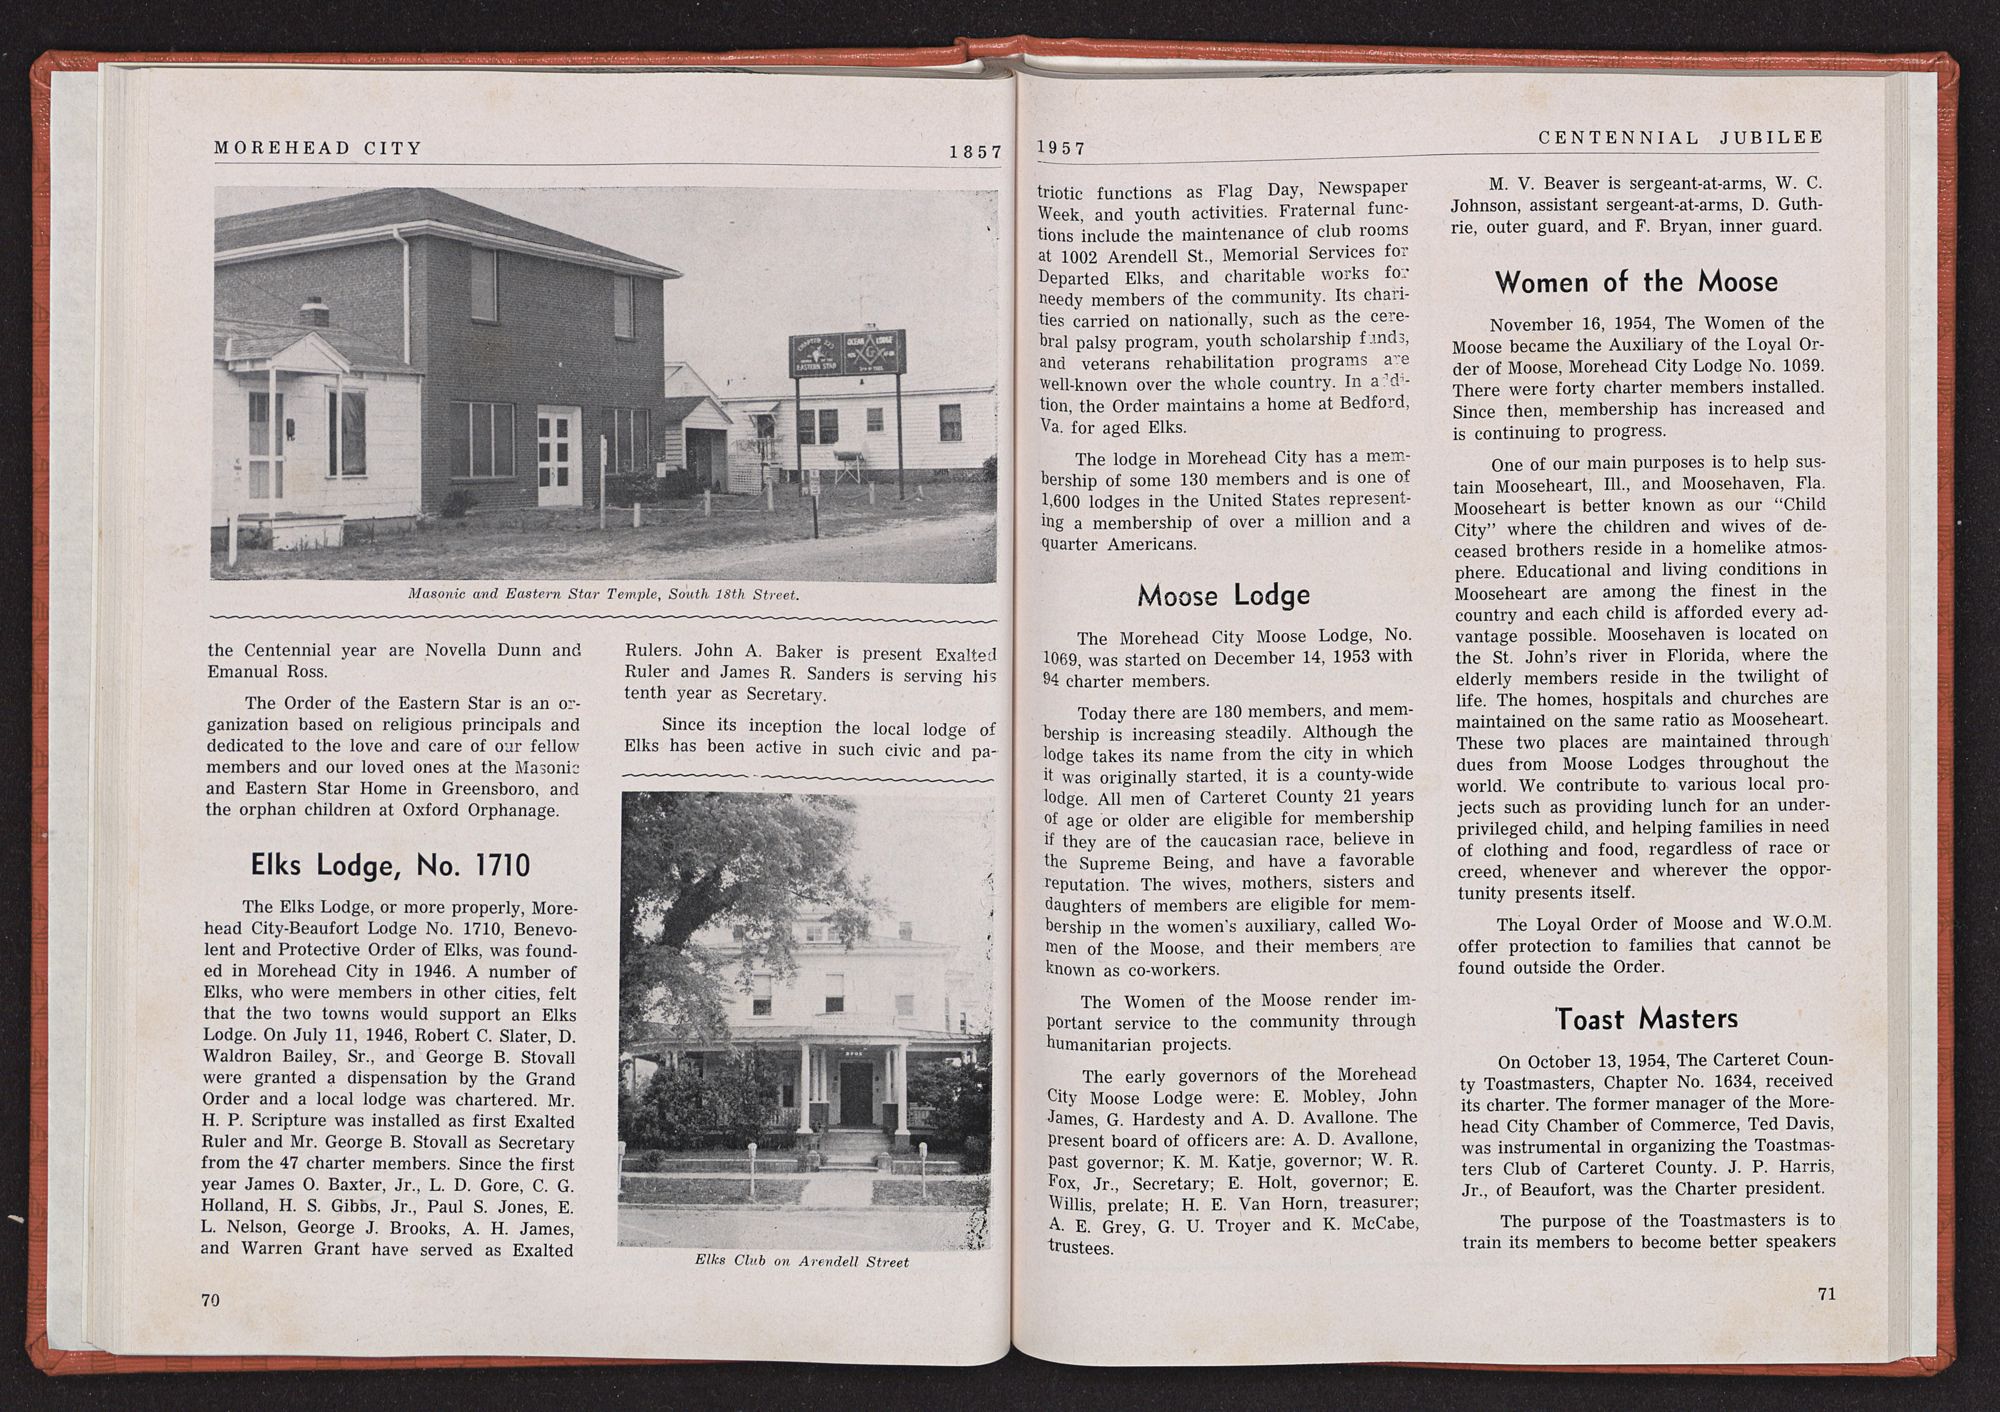 MOREHEAD CITY 1857
CHAPTER 223
EASTERN STAR
OCEAN LODGE
G
Masonic and Eastern Star Temple, South 18th Street.
the Centennial year are Novella Dunn and
Emanual Ross.
The Order of the Eastern Star is an or-
ganization based on religious principals and
dedicated to the love and care of our fellow
members and our loved ones at the Masonic
and Eastern Star Home in Greensboro, and
the orphan children at Oxford Orphanage.
Elks Lodge, No. 1710
The Elks Lodge, or more properly, More-
head City-Beaufort Lodge No. 1710, Benevo-
lent and Protective Order of Elks, was found-
ed in Morehead City in 1946. A number of
Elks, who were members in other cities, felt
that the two towns would support an Elks
Lodge. On July 11, 1946, Robert C. Slater, D.
Waldron Bailey, Sr., and George B. Stovall
were granted a dispensation by the Grand
Order and a local lodge was chartered. Mr.
H. P. Scripture was installed as first Exalted
Ruler and Mr. George B. Stovall as Secretary
from the 47 charter members. Since the first
year James O. Baxter, Jr., L. D. Gore, C. G.
Holland, H. S. Gibbs, Jr., Paul S. Jones, E.
L. Nelson, George J. Brooks, A. H. James,
and Warren Grant have served as Exalted
Rulers. John A. Baker is present Exalted
Ruler and James R. Sanders is serving his
tenth year as Secretary.
Since its inception the local lodge of
Elks has been active in such civic and pa-
BPOE
Elks Club on Arendell Street
70
1957 CENTENNIAL JUBILEE
triotic functions as Flag Day, Newspaper
Week, and youth activities. Fraternal func-
tions include the maintenance of club rooms
at 1002 Arendell St., Memorial Services for
Departed Elks, and charitable works for
needy members of the community. Its chari-
ties carried on nationally, such as the cere-
bral palsy program, youth scholarship funds,
and veterans rehabilitation programs are
well-known over the whole country. In addi-
tion, the Order maintains a home at Bedford,
Va. for aged Elks.
The lodge in Morehead City has a mem-
bership of some 130 members and is one of
1,600 lodges in the United States represent-
ing a membership of over a million and a
quarter Americans.
Moose Lodge
The Morehead City Moose Lodge, No.
1069, was started on December 14, 1953 with
94 charter members.
Today there are 180 members, and mem-
bership is increasing steadily. Although the
lodge takes its name from the city in which
it was originally started, it is a county-wide
lodge. All men of Carteret County 21 years
of age or older are eligible for membership
if they are of the caucasian race, believe in
the Supreme Being, and have a favorable
reputation. The wives, mothers, sisters and
daughters of members are eligible for mem-
bership in the women's auxiliary, called Wo-
men of the Moose, and their members are
known as co-workers.
The Women of the Moose render im-
portant service to the community through
humanitarian projects.
The early governors of the Morehead
City Moose Lodge were: E. Mobley, John
James, G. Hardesty and A. D. Avallone. The
present board of officers are: A. D. Avallone,
past governor; K. M. Katje, governor; W. R.
Fox, Jr., Secretary; E. Holt, governor; E.
Willis, prelate; H. E. Van Horn, treasurer;
A. E. Grey, G. U. Troyer and K. McCabe,
trustees.
M. V. Beaver is sergeant-at-arms, W. C.
Johnson, assistant sergeant-at-arms, D. Guth-
rie, outer guard, and F. Bryan, inner guard.
Women of the Moose
November 16, 1954, The Women of the
Moose became the Auxiliary of the Loyal Or-
der of Moose, Morehead City Lodge No. 1069.
There were forty charter members installed.
Since then, membership has increased and
is continuing to progress.
One of our main purposes is to help sus-
tain Mooseheart, Ill., and Moosehaven, Fla.
Mooseheart is better known as our "Child
City" where the children and wives of de-
ceased brothers reside in a homelike atmos-
phere. Educational and living conditions in
Mooseheart are among the finest in the
country and each child is afforded every ad-
vantage possible. Moosehaven is located on
the St. John's river in Florida, where the
elderly members reside in the twilight of
life. The homes, hospitals and churches are
maintained on the same ratio as Mooseheart.
These two places are maintained through
dues from Moose Lodges throughout the
world. We contribute to various local pro-
jects such as providing lunch for an under-
privileged child, and helping families in need
of clothing and food, regardless of race or
creed, whenever and wherever the oppor-
tunity presents itself.
The Loyal Order of Moose and W.O.M.
offer protection to families that cannot be
found outside the Order.
Toast Masters
On October 13, 1954, The Carteret Coun-
ty Toastmasters, Chapter No. 1634, received
its charter. The former manager of the More-
head City Chamber of Commerce, Ted Davis,
was instrumental in organizing the Toastmas-
ters Club of Carteret County. J. P. Harris,
Jr., of Beaufort, was the Charter president.
The purpose of the Toastmasters is to
train its members to become better speakers
71